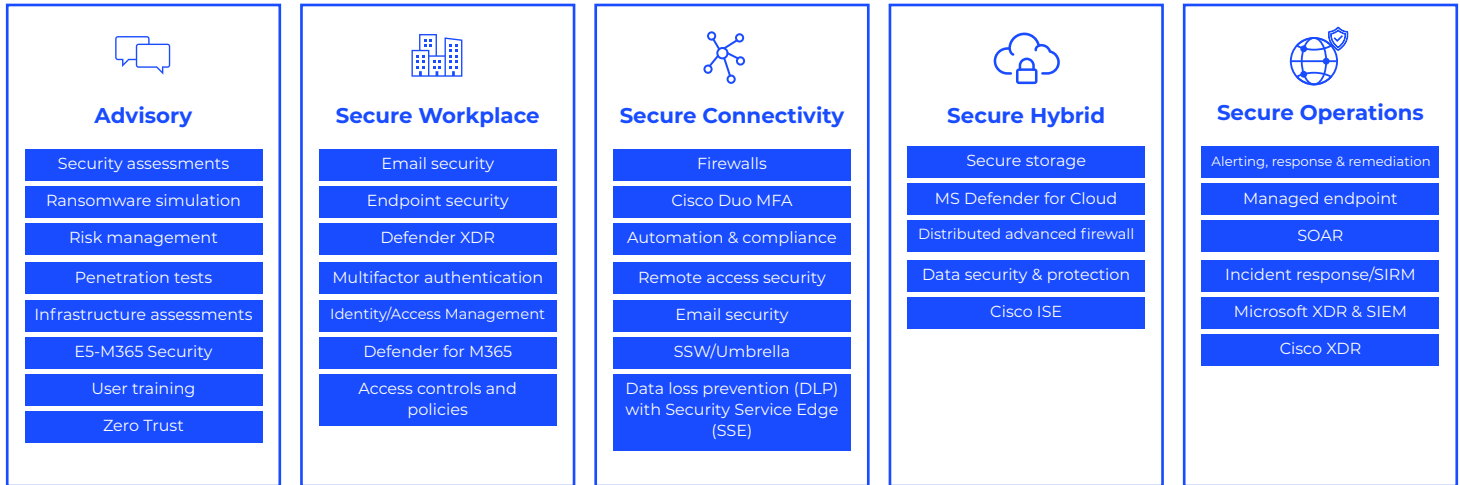 Advisory
Security assessments
Ransomware simulation
Risk management
Penetration tests
Infrastructure assessments
E5-M365 Security
User training
Zero Trust
Secure Workplace
Email security
Endpoint security
Defender XDR
Multifactor authentication
Identity/Access Management
Defender for M365
Access controls and
policies
Secure Connectivity
Firewalls
Cisco Duo MFA
Automation & compliance
Remote access security
Email security
SSW/Umbrella
Data loss prevention (DLP)
with Security Service Edge
(SSE)
Secure Hybrid
Secure storage
MS Defender for Cloud
Distributed advanced firewall
Data security & protection
Cisco ISE
Secure Operations
Alerting, response & remediation
Managed endpoint
SOAR
Incident response/SIRM
Microsoft XDR & SIEM
Cisco XDR